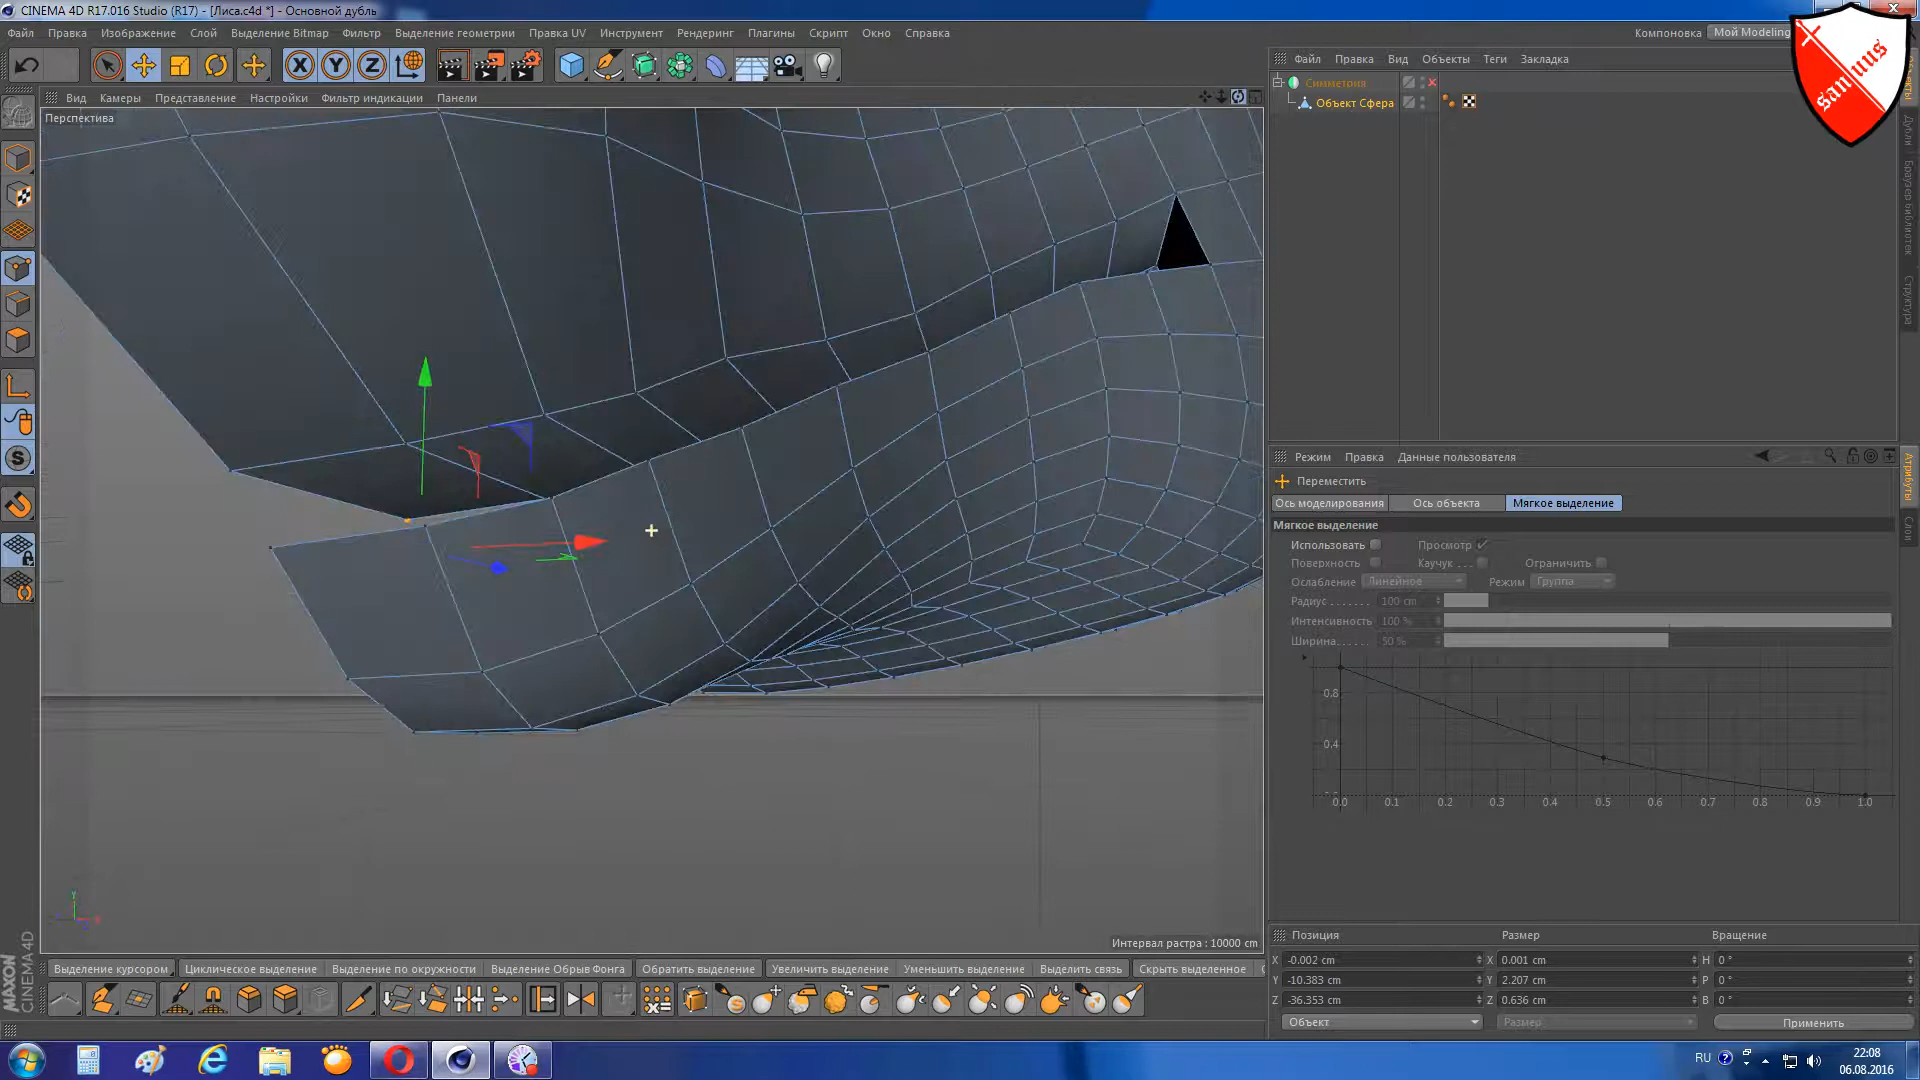 CINEMA 4D R17.016 Studio (R17) - [Лиса.c4d *] - Основной дубль
Файл Правка Изображение Слой Выделение Bitmap Фильтр Выделение геометрии Правка UV Инструмент Рендеринг Плагины Скрипт Окно Справка
Компоновка Мой Modeling
sanuus
X Y Z
Файл Правка Вид Объекты Теги Закладка
Симметрия
Объект Сфера
Объекты
Дубли
Браузер библиотек
Структура
Вид Камеры Представление Настройки Фильтр индикации Панели
Перспектива
S
Режим Правка Данные пользователя
Атрибуты
Слои
Переместить
Ось моделирования Ось объекта Мягкое выделение
Мягкое выделение
Использовать Просмотр
Поверхность Каучук Ограничить
Ослабление Линейное Режим Группа
Радиус 100 cm
Интенсивность 100 %
Ширина 50 %
0.8
0.4
0.0 0.1 0.2 0.3 0.4 0.5 0.6 0.7 0.8 0.9 1.0
Y
Интервал растра : 10000 cm
Позиция Размер Вращение
X -0.002 cm X 0.001 cm H 0 °
Y -10.383 cm Y 2.207 cm P 0 °
Z -36.353 cm Z 0.636 cm B 0 °
Объект Размер Применить
Выделение курсором Циклическое выделение Выделение по окружности Выделение Обрыв Фонга Обратить выделение Увеличить выделение Уменьшить выделение Выделить связь Скрыть выделенное
MAXON
CINEMA 4D
RU
22:08
06.08.2016